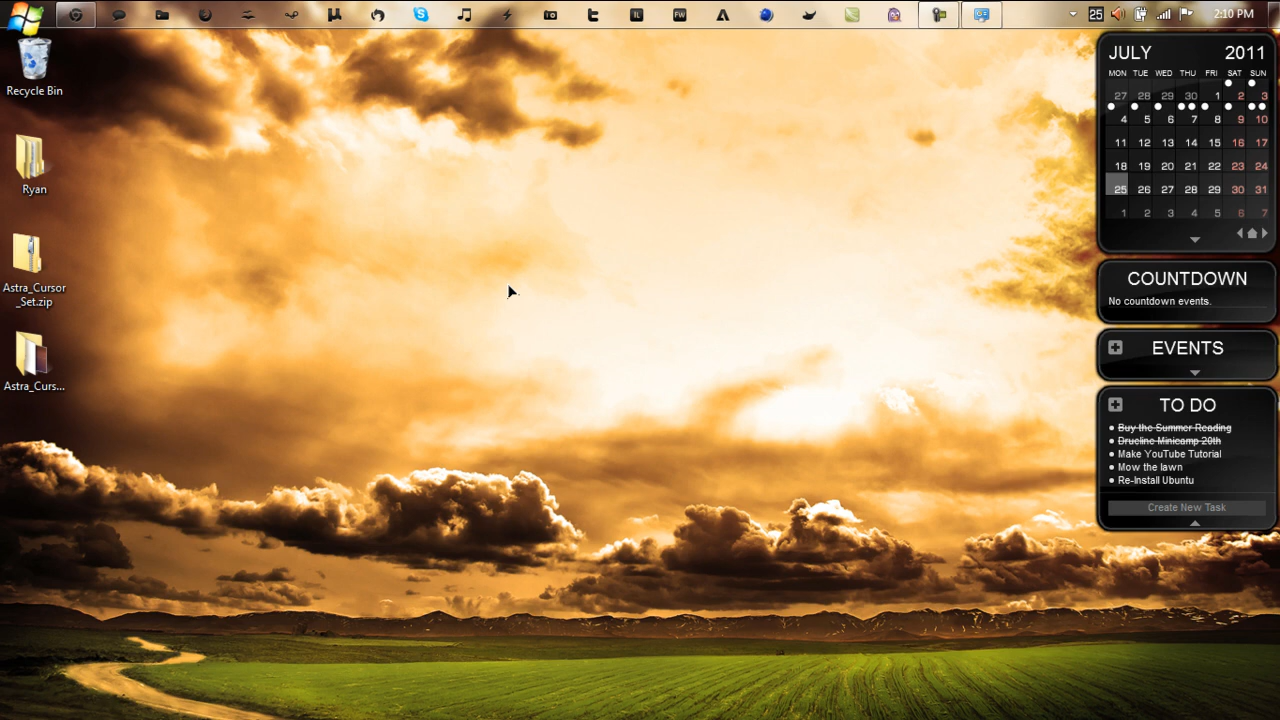 IL
FW
25
2:10 PM
Recycle Bin
Ryan
Astra_Cursor
_Set.zip
Astra_Curs...
JULY 2011
MON TUE WED THU FRI SAT SUN
27 28 29 30 1 2 3
4 5 6 7 8 9 10
11 12 13 14 15 16 17
18 19 20 21 22 23 24
25 26 27 28 29 30 31
1 2 3 4 5 6 7
COUNTDOWN
No countdown events.
EVENTS
TO DO
Buy the Summer Reading
Drueline Minicamp 20th
Make YouTube Tutorial
Mow the lawn
Re-Install Ubuntu
Create New Task